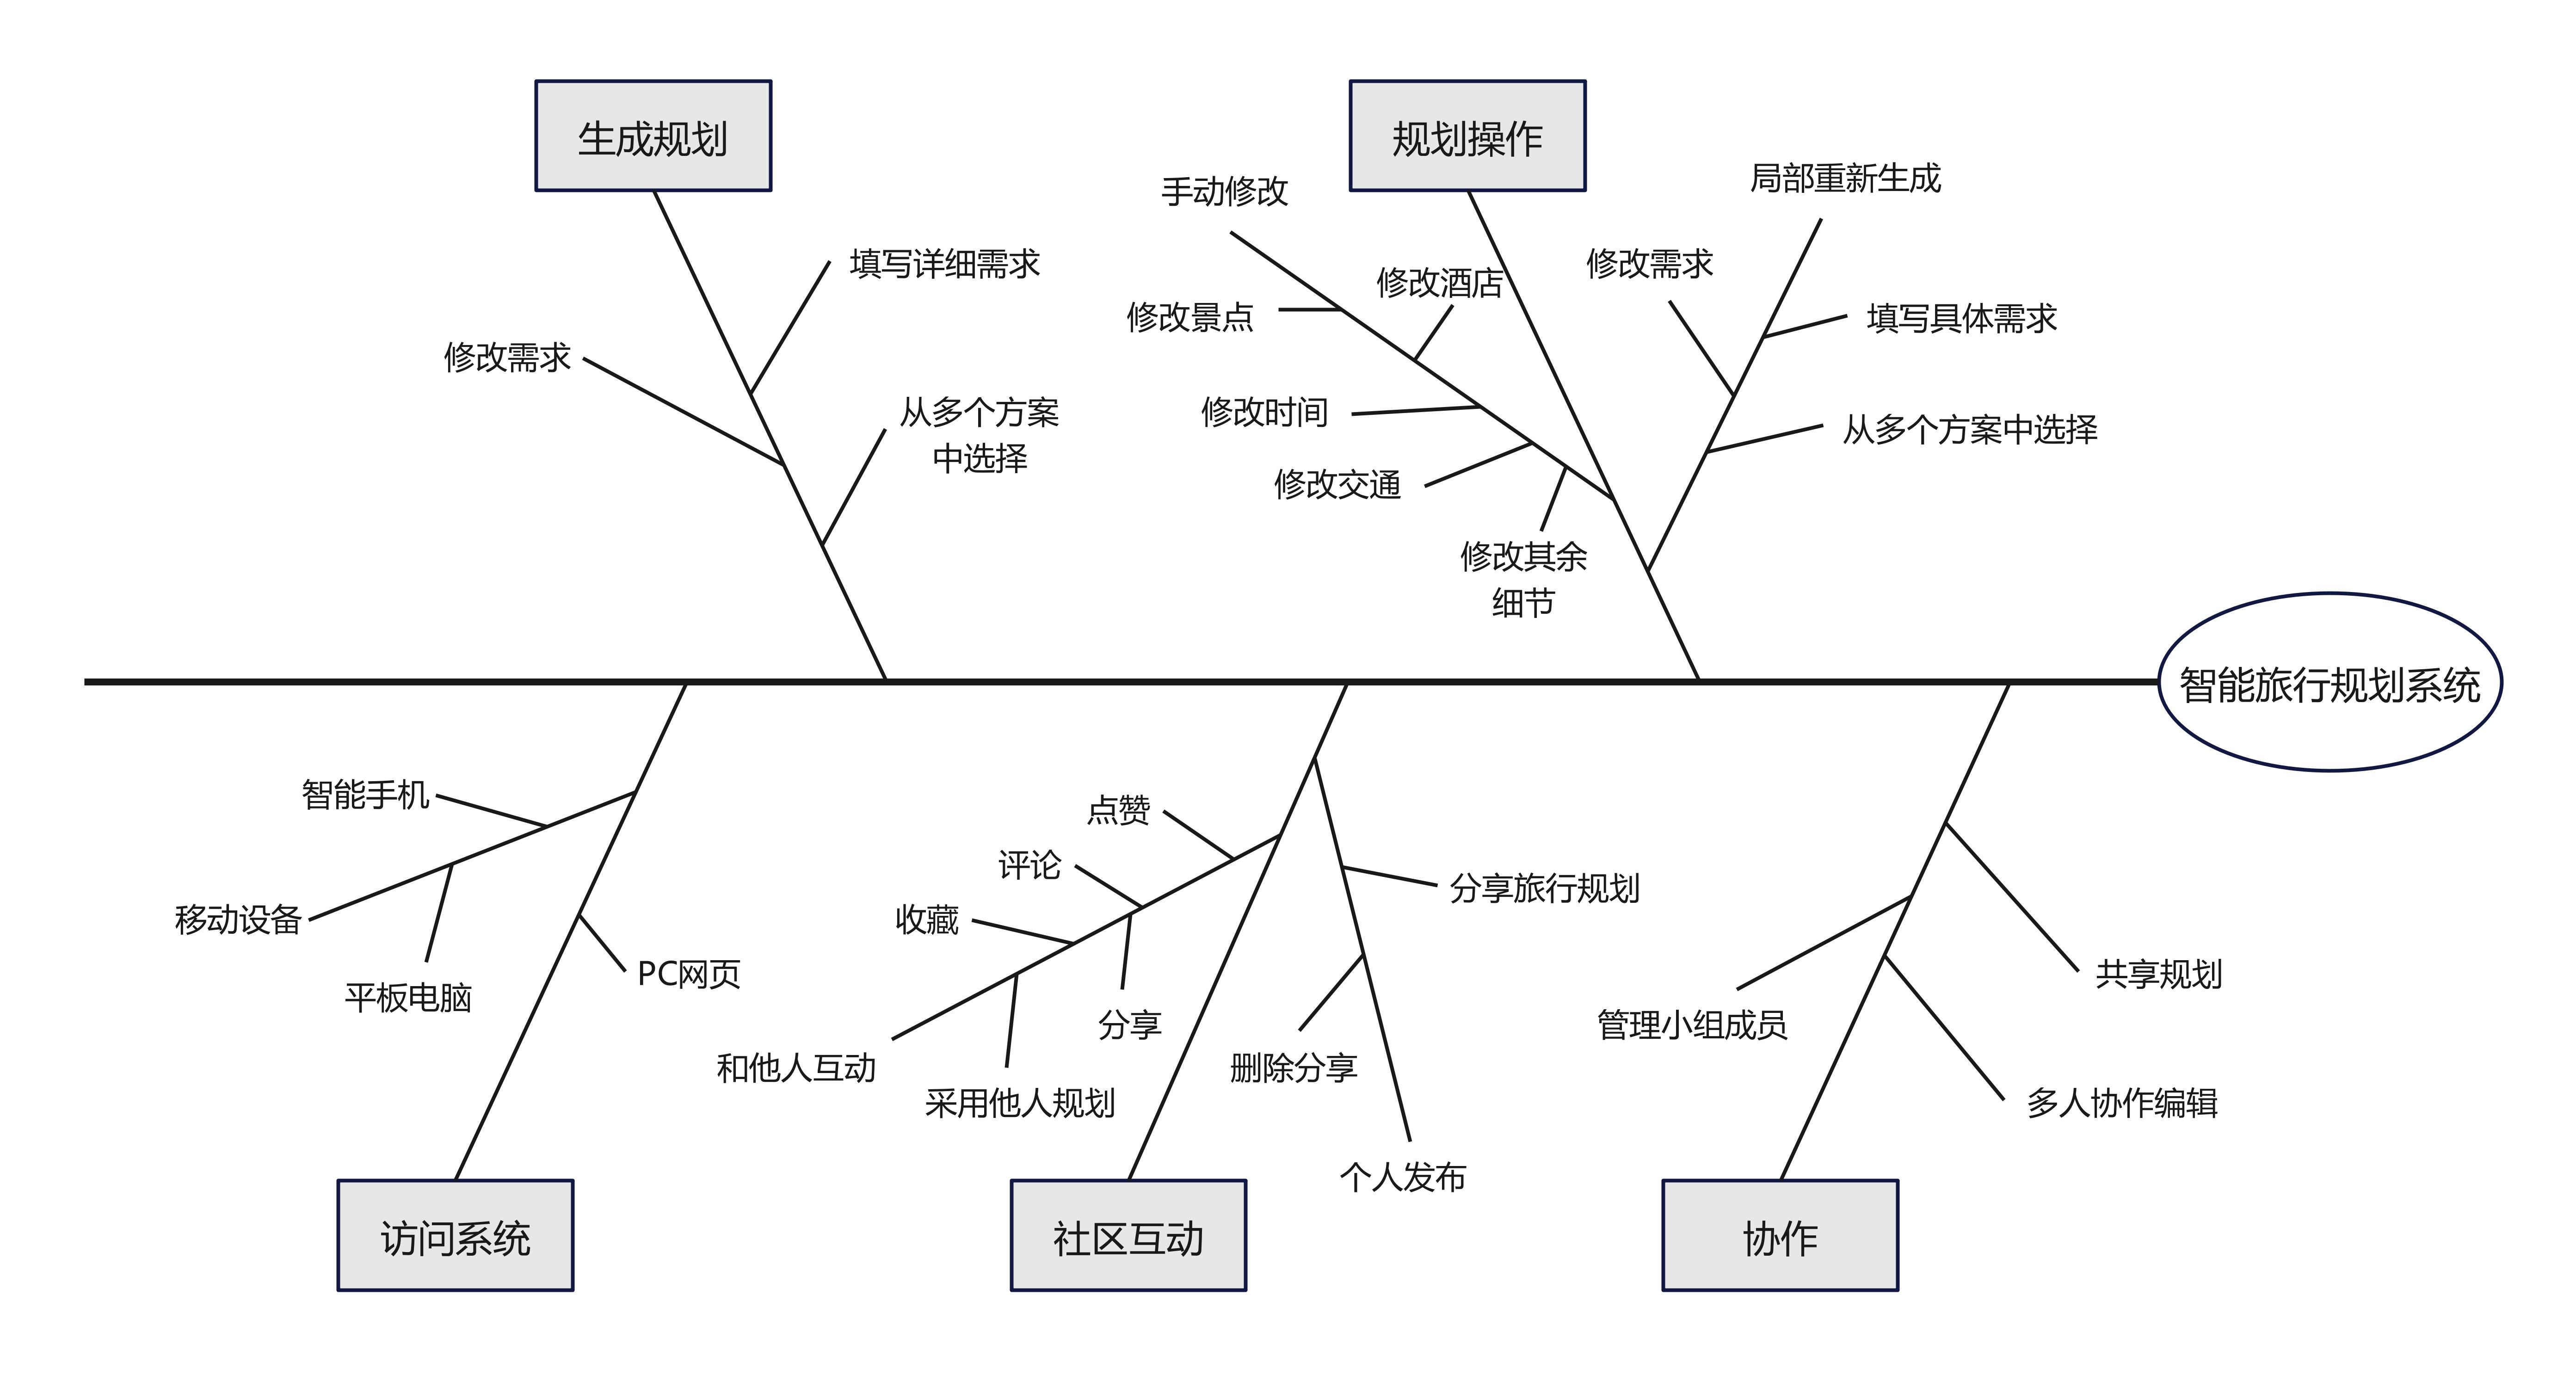 生成规划
规划操作
手动修改
局部重新生成
填写详细需求
修改酒店
修改需求
修改景点
填写具体需求
修改需求
从多个方案
中选择
修改时间
从多个方案中选择
修改交通
修改其余
细节
智能旅行规划系统
智能手机
点赞
评论
分享旅行规划
移动设备
收藏
平板电脑
PC网页
共享规划
分享
管理小组成员
和他人互动
删除分享
采用他人规划
多人协作编辑
个人发布
访问系统
社区互动
协作